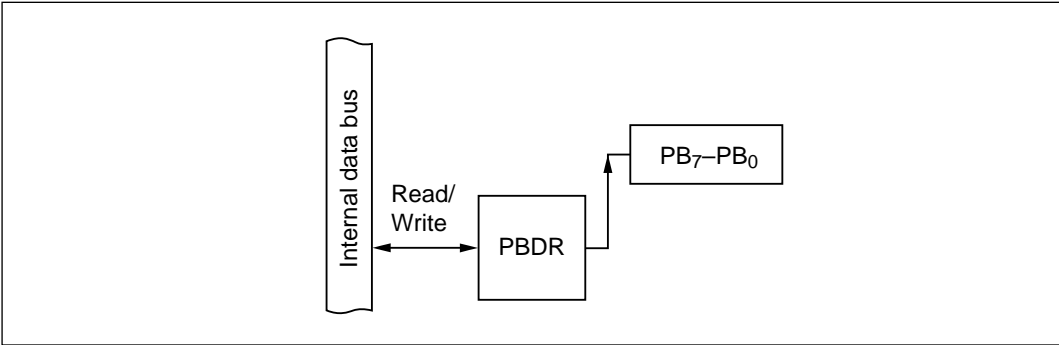 Internal data bus
Read/
Write
PBDR
PB7–PB0